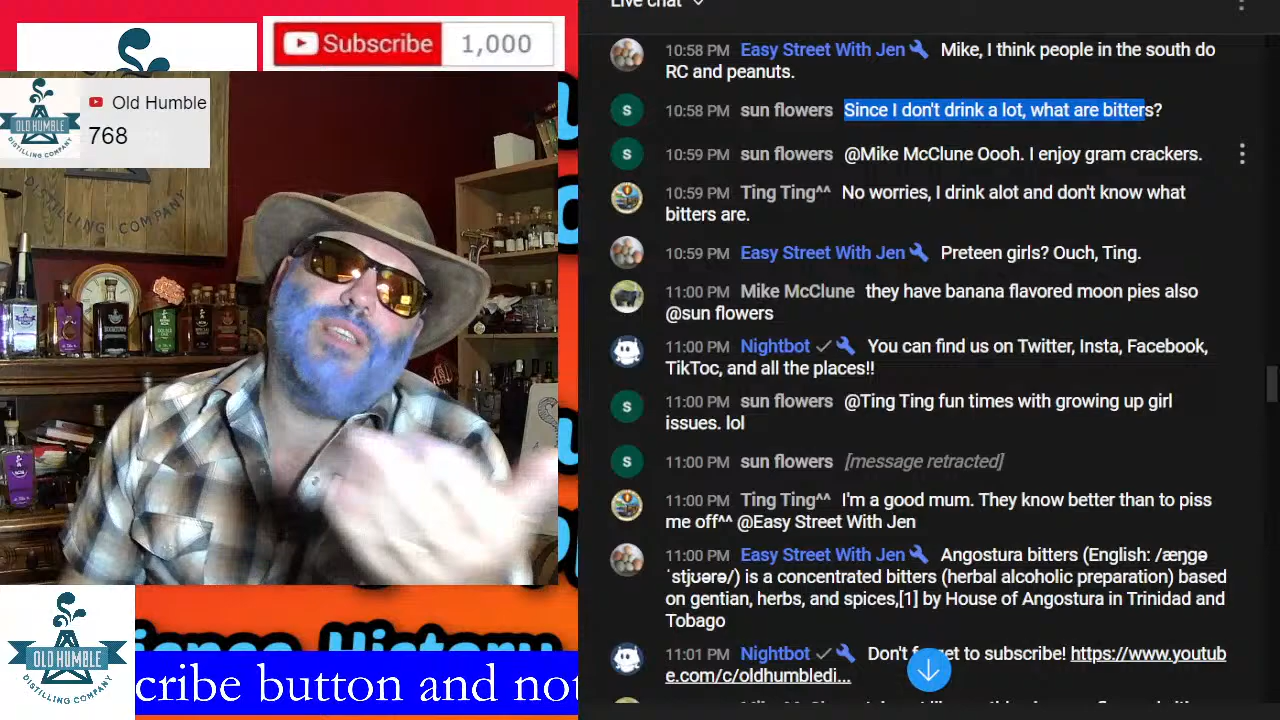 Subscribe 1,000
Old Humble
768
OLD HUMBLE
DISTILLING COMPANY
DISTILLING COMPANY
OLD HUMBLE
DISTILLING COMPANY
cribe button and not
Live chat
10:58 PM Easy Street With Jen Mike, I think people in the south do
RC and peanuts.
S 10:58 PM sun flowers Since I don't drink a lot, what are bitters?
S 10:59 PM sun flowers @Mike McClune Oooh. I enjoy gram crackers.
10:59 PM Ting Ting^^ No worries, I drink alot and don't know what
bitters are.
10:59 PM Easy Street With Jen Preteen girls? Ouch, Ting.
11:00 PM Mike McClune they have banana flavored moon pies also
@sun flowers
11:00 PM Nightbot You can find us on Twitter, Insta, Facebook,
TikToc, and all the places!!
S 11:00 PM sun flowers @Ting Ting fun times with growing up girl
issues. lol
S 11:00 PM sun flowers [message retracted]
11:00 PM Ting Ting^^ I'm a good mum. They know better than to piss
me off^^ @Easy Street With Jen
11:00 PM Easy Street With Jen Angostura bitters (English: /æŋɡə
ˈstjʊərə/) is a concentrated bitters (herbal alcoholic preparation) based
on gentian, herbs, and spices,[1] by House of Angostura in Trinidad and
Tobago
11:01 PM Nightbot Don't forget to subscribe! https://www.youtub
e.com/c/oldhumbledi...